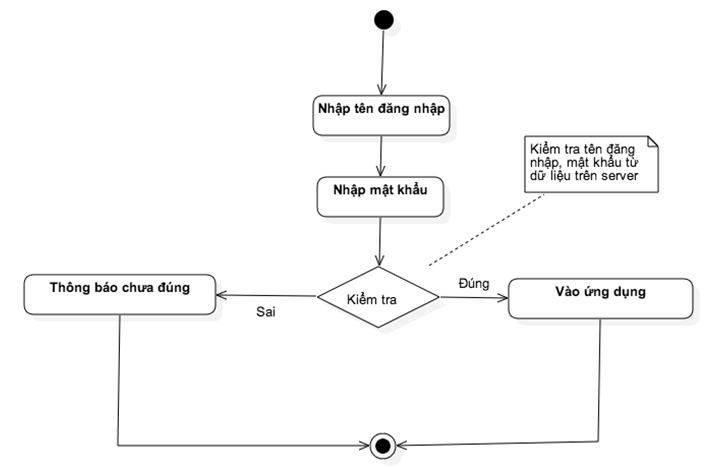 Nhập tên đăng nhập
Kiểm tra tên đăng
nhập, mật khẩu từ
dữ liệu trên server
Nhập mật khẩu
Thông báo chưa đúng
Sai
Kiểm tra
Đúng
Vào ứng dụng